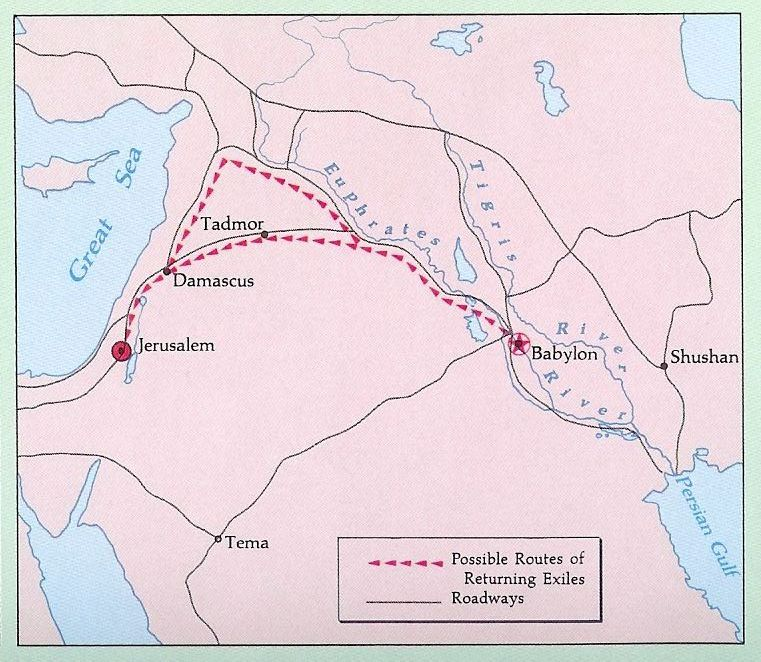 Great Sea
Euphrates
Tigris
Tadmor
Damascus
Jerusalem
River
Babylon
Shushan
River
Persian Gulf
Tema
Possible Routes of
Returning Exiles
Roadways